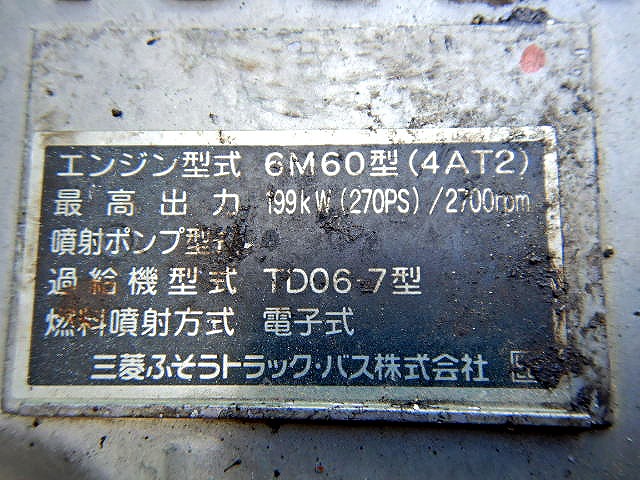 エンジン型式 6M60型(4AT2)
最高出力 199kW(270PS)/2700rpm
噴射ポンプ型式
過給機型式 TD06-7型
燃料噴射方式 電子式
三菱ふそうトラック・バス株式会社